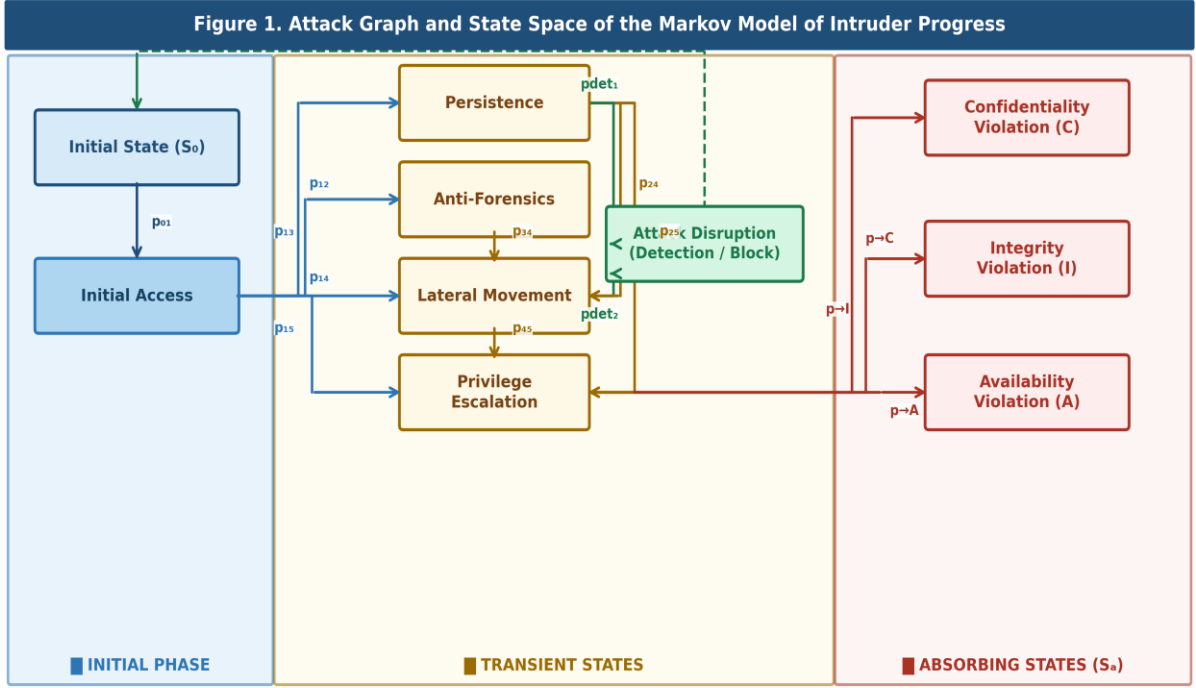 Figure 1. Attack Graph and State Space of the Markov Model of Intruder Progress
Initial State (S₀)
p₀₁
Initial Access
p₁₂
p₁₃
p₁₄
p₁₅
Persistence
Anti-Forensics
p₃₄
Lateral Movement
p₄₅
Privilege
Escalation
pdet₁
p₂₄
p₂₅
Attack Disruption
(Detection / Block)
pdet₂
Confidentiality
Violation (C)
p→C
Integrity
Violation (I)
p→I
Availability
Violation (A)
p→A
INITIAL PHASE
TRANSIENT STATES
ABSORBING STATES (Sₐ)